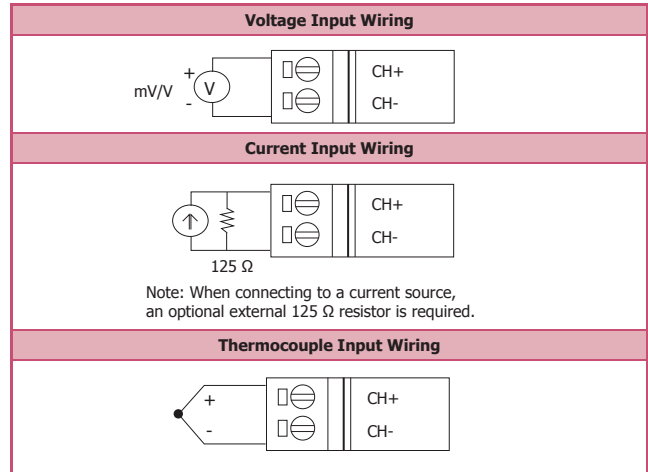 Voltage Input Wiring
mV/V
+
-
V
CH+
CH-
Current Input Wiring
CH+
CH-
125 Ω
Note: When connecting to a current source,
an optional external 125 Ω resistor is required.
Thermocouple Input Wiring
+
-
CH+
CH-